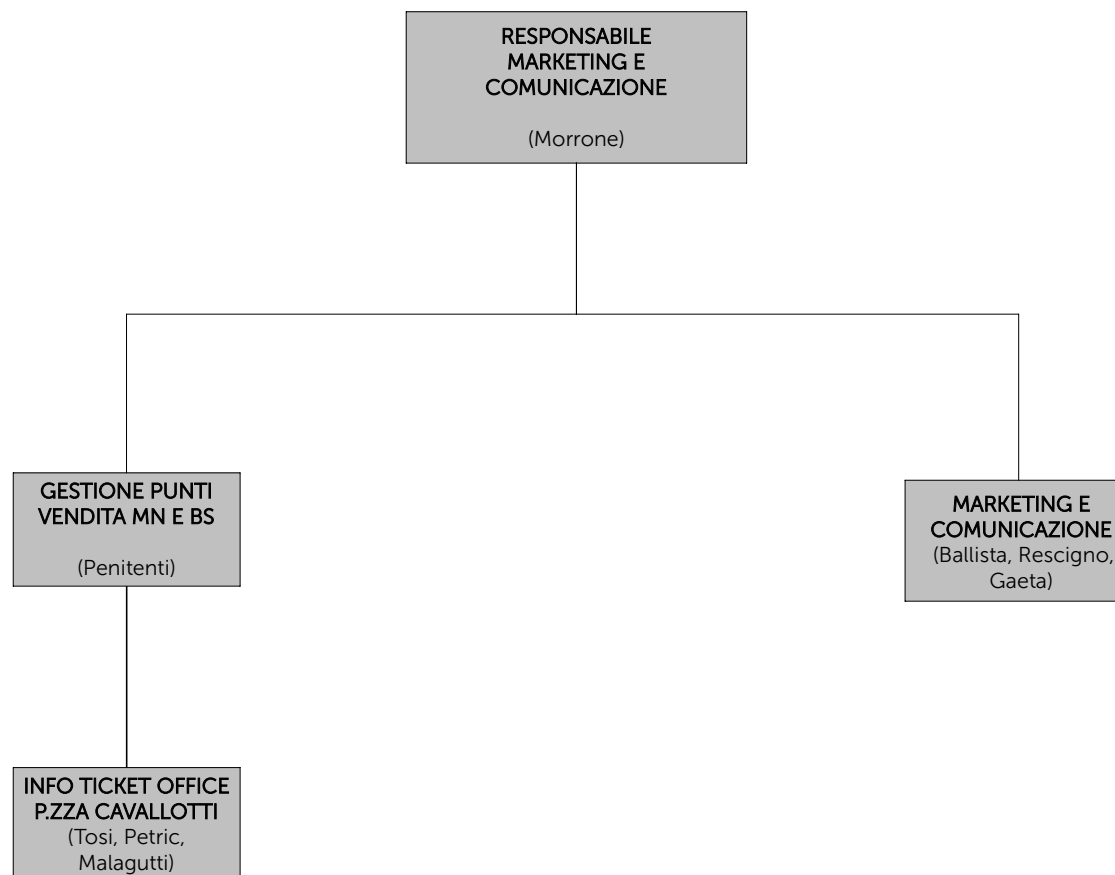 RESPONSABILE
MARKETING E
COMUNICAZIONE
(Morrone)
GESTIONE PUNTI
VENDITA MN E BS
(Penitenti)
MARKETING E
COMUNICAZIONE
(Ballista, Rescigno,
Gaeta)
INFO TICKET OFFICE
P.ZZA CAVALLOTTI
(Tosi, Petric,
Malagutti)